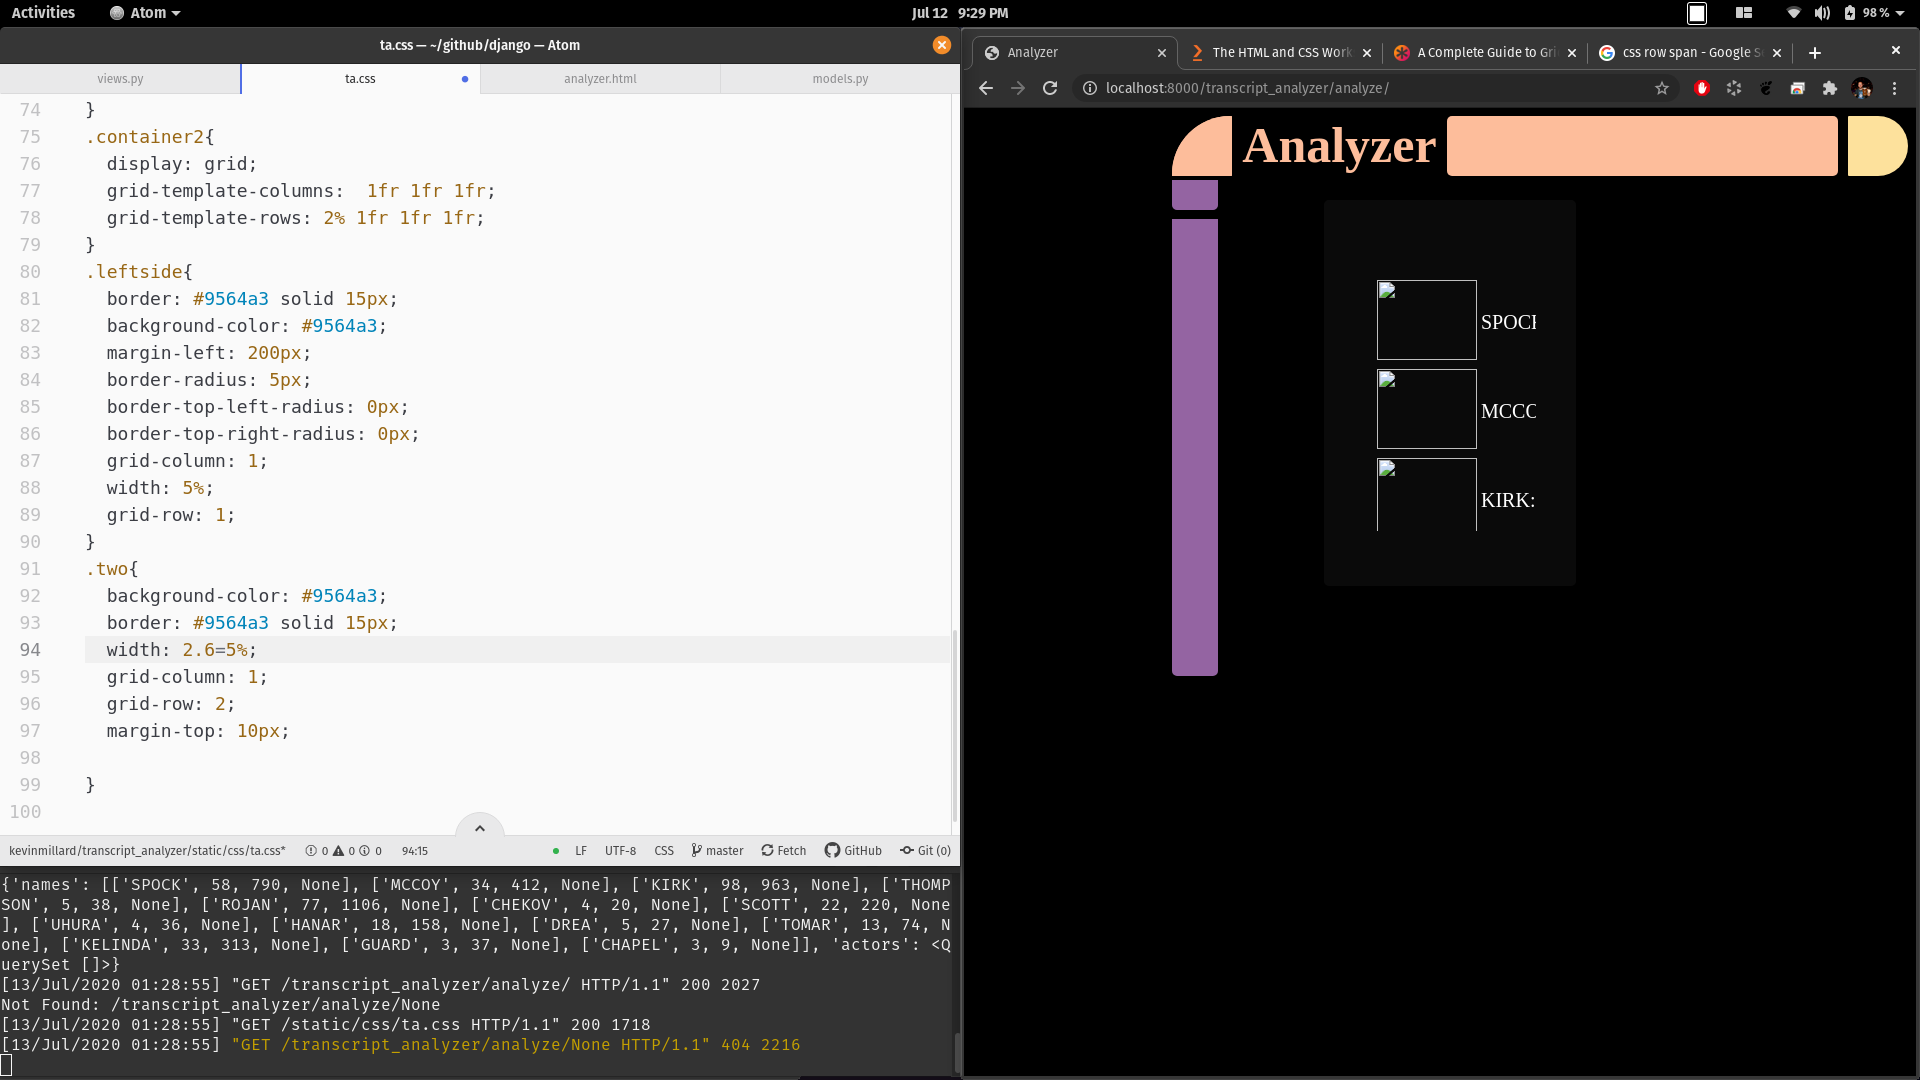 Activities
Atom
Jul 12 9:29 PM
98 %
ta.css — ~/github/django — Atom
views.py
ta.css
analyzer.html
models.py
74 }
75 .container2{
76 display: grid;
77 grid-template-columns:  1fr 1fr 1fr;
78 grid-template-rows: 2% 1fr 1fr 1fr;
79 }
80 .leftside{
81 border: #9564a3 solid 15px;
82 background-color: #9564a3;
83 margin-left: 200px;
84 border-radius: 5px;
85 border-top-left-radius: 0px;
86 border-top-right-radius: 0px;
87 grid-column: 1;
88 width: 5%;
89 grid-row: 1;
90 }
91 .two{
92 background-color: #9564a3;
93 border: #9564a3 solid 15px;
94 width: 2.6=5%;
95 grid-column: 1;
96 grid-row: 2;
97 margin-top: 10px;
98
99 }
100
kevinmillard/transcript_analyzer/static/css/ta.css*
0 0 0
94:15
LF
UTF-8
CSS
master
Fetch
GitHub
Git (0)
{'names': [['SPOCK', 58, 790, None], ['MCCOY', 34, 412, None], ['KIRK', 98, 963, None], ['THOMP
SON', 5, 38, None], ['ROJAN', 77, 1106, None], ['CHEKOV', 4, 20, None], ['SCOTT', 22, 220, None
], ['UHURA', 4, 36, None], ['HANAR', 18, 158, None], ['DREA', 5, 27, None], ['TOMAR', 13, 74, N
one], ['KELINDA', 33, 313, None], ['GUARD', 3, 37, None], ['CHAPEL', 3, 9, None]], 'actors': <Q
uerySet []>}
[13/Jul/2020 01:28:55] "GET /transcript_analyzer/analyze/ HTTP/1.1" 200 2027
Not Found: /transcript_analyzer/analyze/None
[13/Jul/2020 01:28:55] "GET /static/css/ta.css HTTP/1.1" 200 1718
[13/Jul/2020 01:28:55] "GET /transcript_analyzer/analyze/None HTTP/1.1" 404 2216
Analyzer
The HTML and CSS Work
A Complete Guide to Gri
css row span - Google S
localhost:8000/transcript_analyzer/analyze/
Analyzer
SPOCK
MCCO
KIRK: